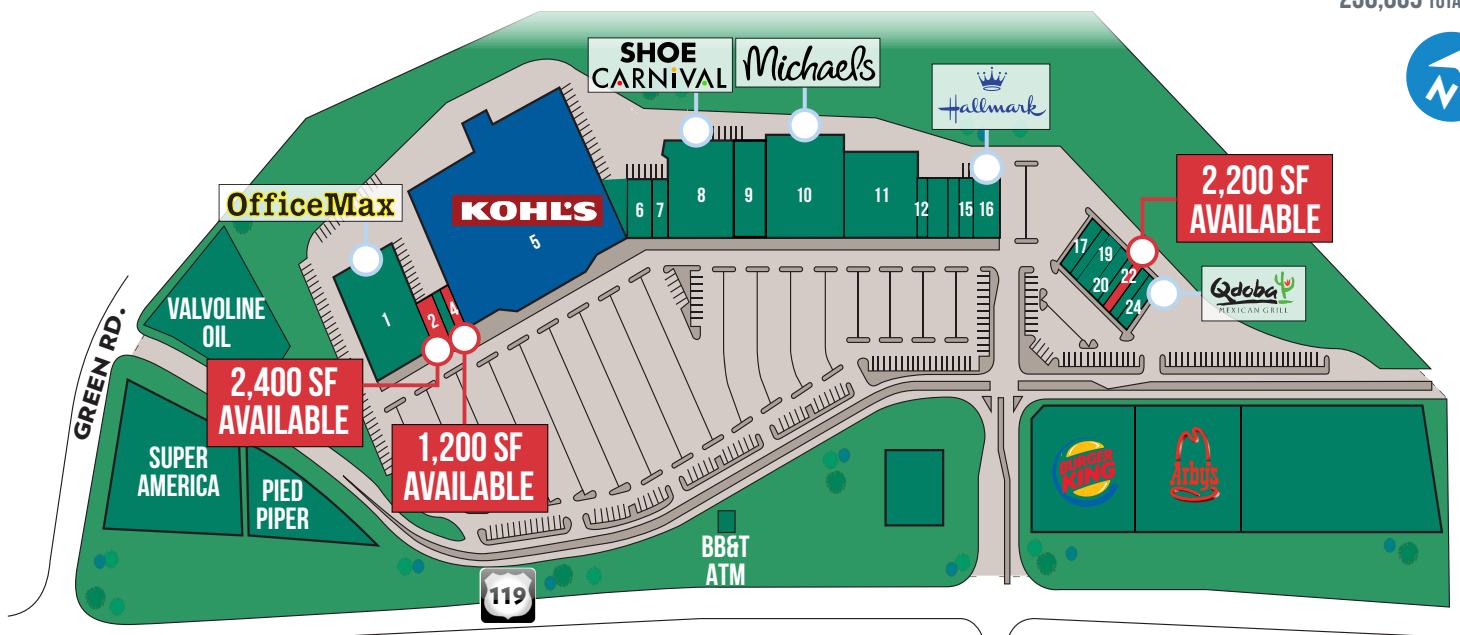 SHOE
CARNIVAL
Michaels
Hallmark
N
OfficeMax
KOHL'S
5
6
7
8
9
10
11
12
15
16
2,200 SF
AVAILABLE
17
19
20
22
24
Qdoba
MEXICAN GRILL
VALVOLINE
OIL
1
2
4
GREEN RD.
2,400 SF
AVAILABLE
1,200 SF
AVAILABLE
SUPER
AMERICA
PIED
PIPER
BURGER
KING
Arby's
BB&T
ATM
119